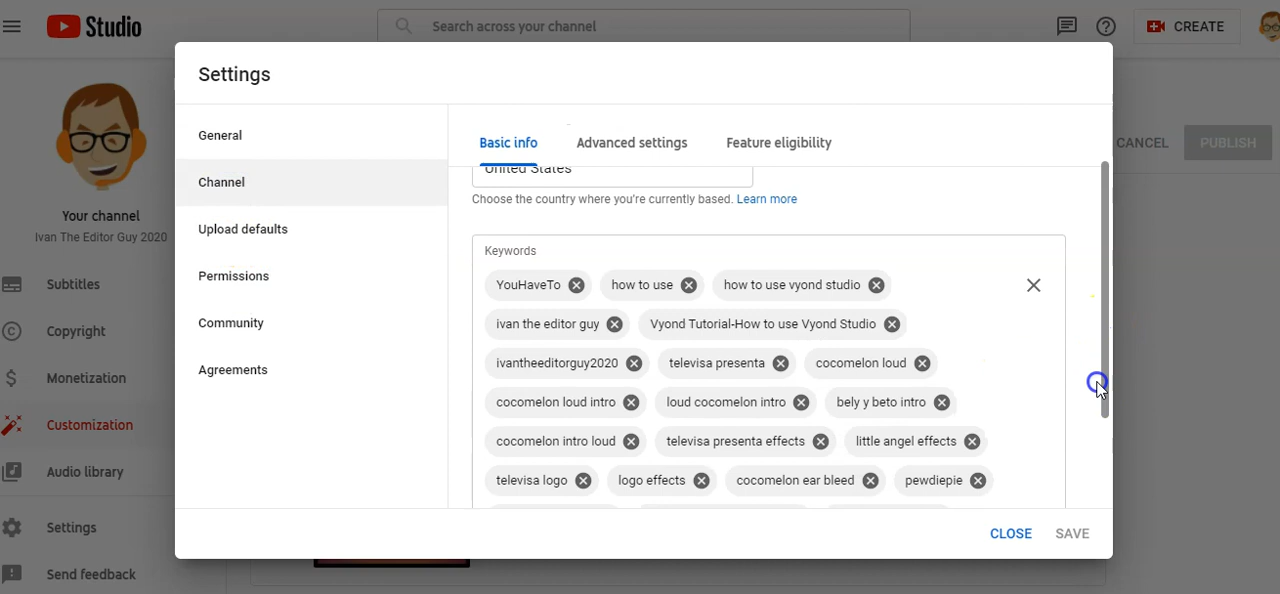 Studio
Search across your channel
CREATE
Settings
General
Channel
Upload defaults
Permissions
Community
Agreements
Basic info
Advanced settings
Feature eligibility
United States
Choose the country where you're currently based. Learn more
Keywords
YouHaveTo
how to use
how to use vyond studio
ivan the editor guy
Vyond Tutorial-How to use Vyond Studio
ivantheeditorguy2020
televisa presenta
cocomelon loud
cocomelon loud intro
loud cocomelon intro
bely y beto intro
cocomelon intro loud
televisa presenta effects
little angel effects
televisa logo
logo effects
cocomelon ear bleed
pewdiepie
CLOSE
SAVE
CANCEL
PUBLISH
Your channel
Ivan The Editor Guy 2020
Subtitles
Copyright
Monetization
Customization
Audio library
Settings
Send feedback